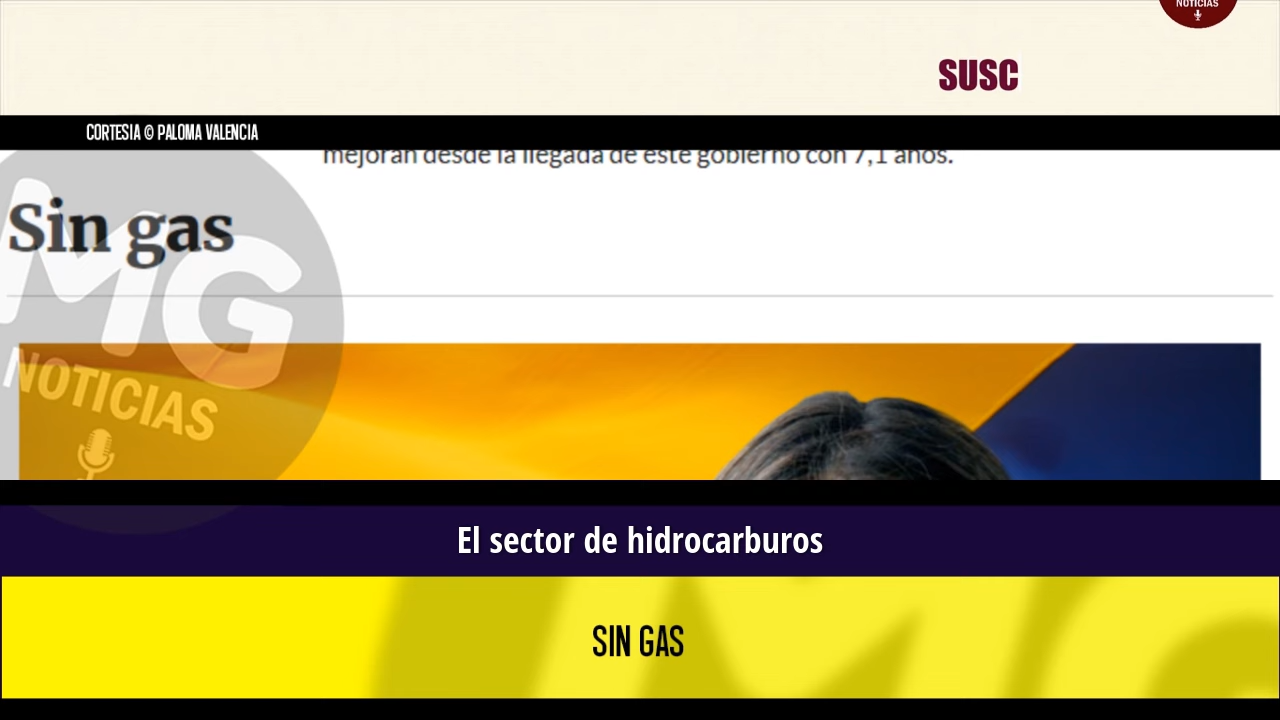 NOTICIAS
SUSC
CORTESIA © PALOMA VALENCIA
mejoran desde la llegada de este gobierno con 7,1 años.
Sin gas
MG
NOTICIAS
El sector de hidrocarburos
SIN GAS